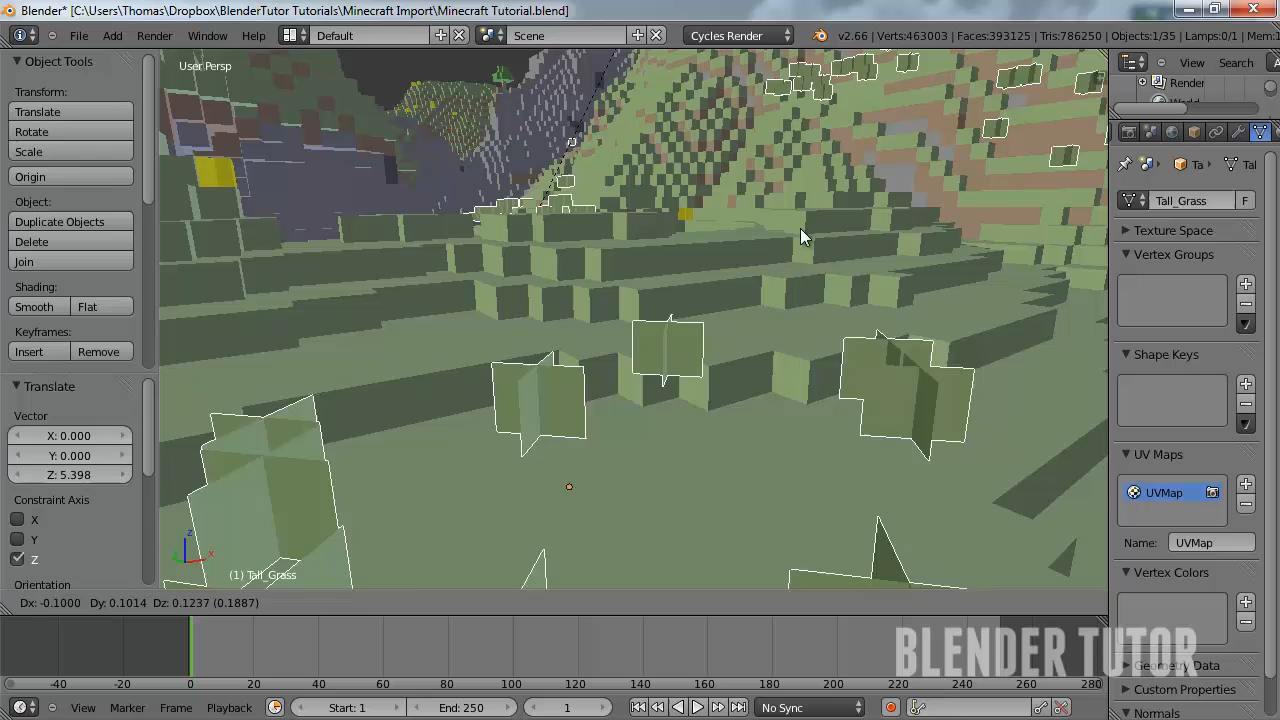 Blender* [C:\Users\Thomas\Dropbox\BlenderTutor Tutorials\Minecraft Import\Minecraft Tutorial.blend]
File Add Render Window Help Default Scene Cycles Render v2.66 | Verts:463003 | Faces:393125 | Tris:786250 | Objects:1/35 | Lamps:0/1 | Mem:1
Object Tools
Transform:
Translate
Rotate
Scale
Origin
Object:
Duplicate Objects
Delete
Join
Shading:
Smooth Flat
Keyframes:
Insert Remove
Translate
Vector
X: 0.000
Y: 0.000
Z: 5.398
Constraint Axis
X
Y
Z
Orientation
User Persp
z
x
(1) Tall_Grass
Dx: -0.1000 Dy: 0.1014 Dz: 0.1237 (0.1887)
View Search
Render
World
Ta Tal
Tall_Grass F
Texture Space
Vertex Groups
Shape Keys
UV Maps
UVMap
Name: UVMap
Vertex Colors
Geometry Data
Custom Properties
Normals
BLENDER TUTOR
-40 -20 0 20 40 60 80 100 120 140 160 180 200 220 240 260 280
View Marker Frame Playback Start: 1 End: 250 1 No Sync